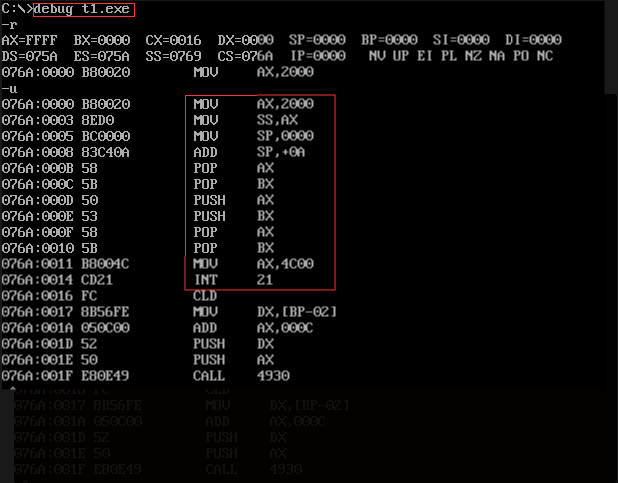 C:\>debug t1.exe
-r
AX=FFFF  BX=0000  CX=0016  DX=0000  SP=0000  BP=0000  SI=0000  DI=0000
DS=075A  ES=075A  SS=0769  CS=076A  IP=0000   NV UP EI PL NZ NA PO NC
076A:0000 B80020        MOV     AX,2000
-u
076A:0000 B80020        MOV     AX,2000
076A:0003 8ED0          MOV     SS,AX
076A:0005 BC0000        MOV     SP,0000
076A:0008 83C40A        ADD     SP,+0A
076A:000B 58            POP     AX
076A:000C 5B            POP     BX
076A:000D 50            PUSH    AX
076A:000E 53            PUSH    BX
076A:000F 58            POP     AX
076A:0010 5B            POP     BX
076A:0011 B8004C        MOV     AX,4C00
076A:0014 CD21          INT     21
076A:0016 FC            CLD
076A:0017 8B56FE        MOV     DX,[BP-02]
076A:001A 050C00        ADD     AX,000C
076A:001D 52            PUSH    DX
076A:001E 50            PUSH    AX
076A:001F E80E49        CALL    4930
076A:0017 8B56FE        MOV     DX,[BP-02]
076A:001A 050C00        ADD     AX,000C
076A:001D 52            PUSH    DX
076A:001E 50            PUSH    AX
076A:001F E80E49        CALL    4930